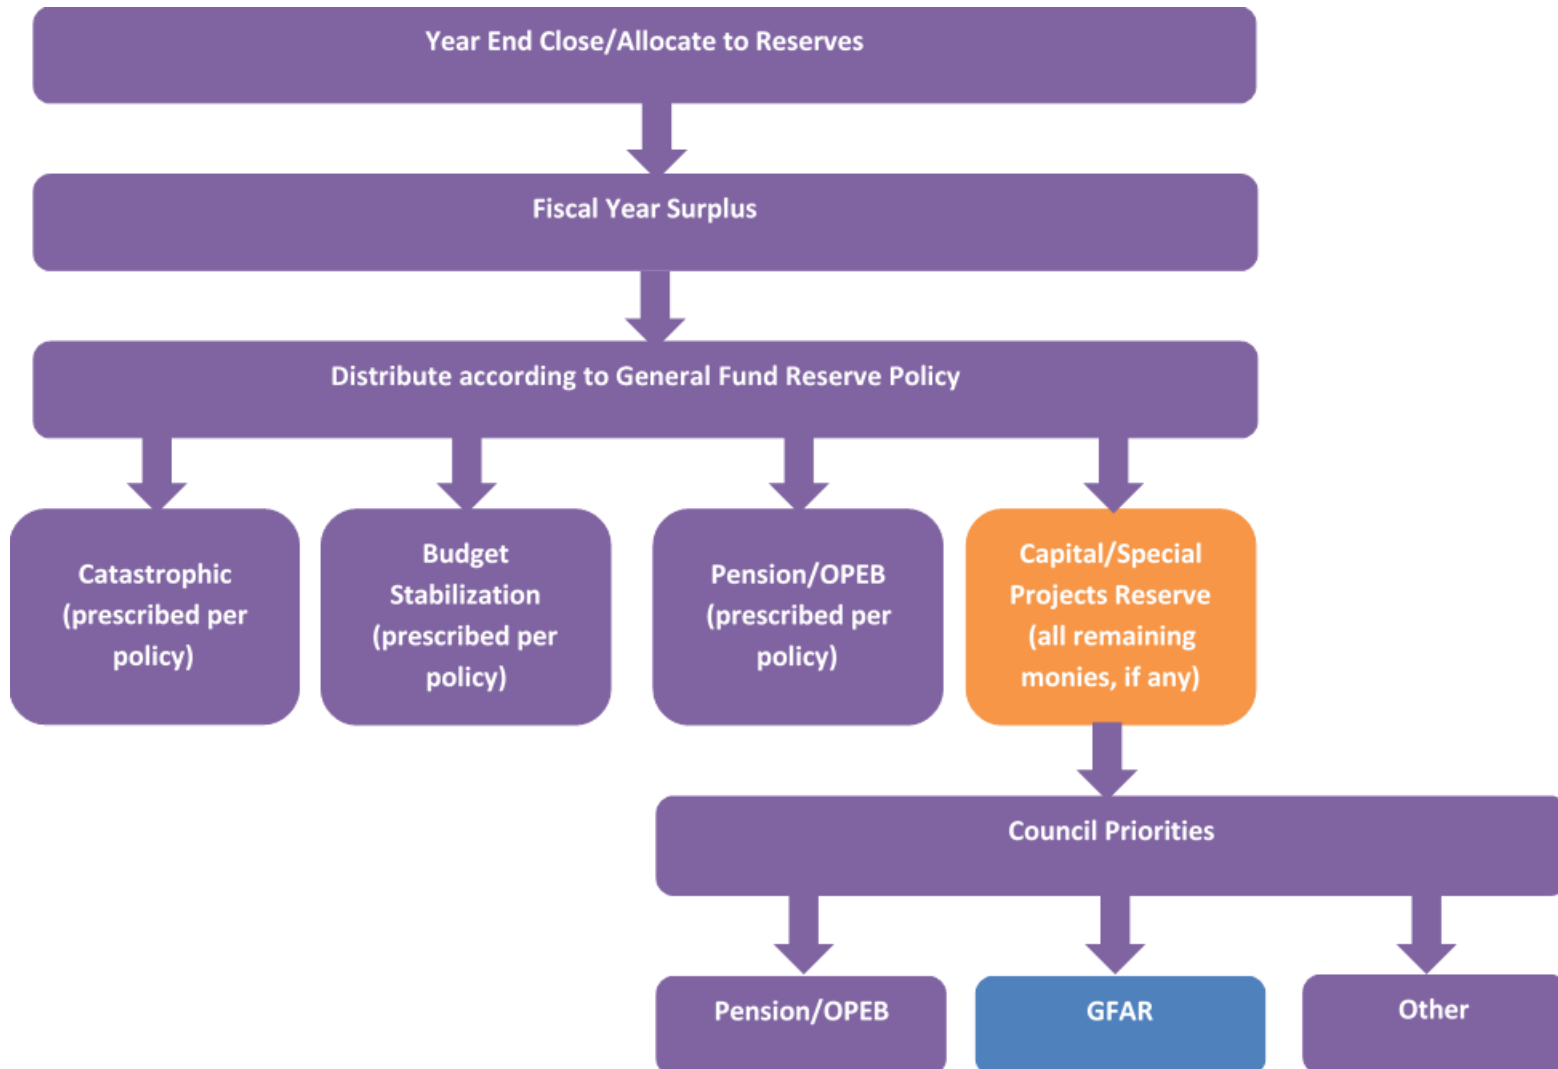 Year End Close/Allocate to Reserves
Fiscal Year Surplus
Distribute according to General Fund Reserve Policy
Catastrophic
(prescribed per
policy)
Budget
Stabilization
(prescribed per
policy)
Pension/OPEB
(prescribed per
policy)
Capital/Special
Projects Reserve
(all remaining
monies, if any)
Council Priorities
Pension/OPEB
GFAR
Other